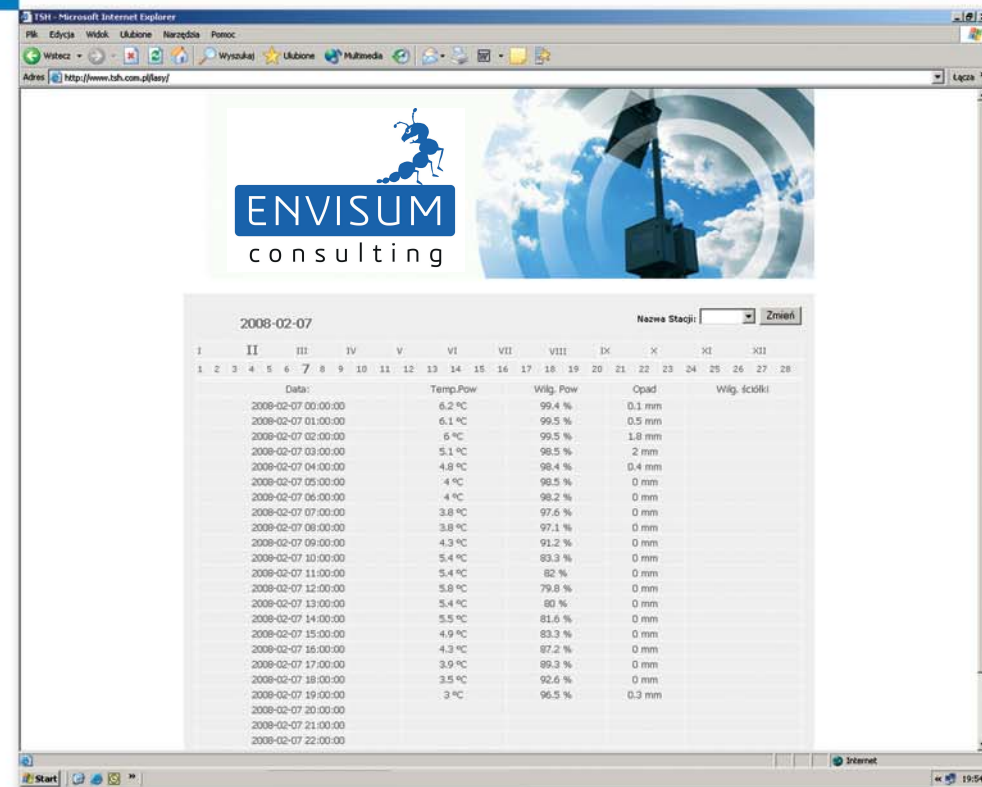 TSH - Microsoft Internet Explorer
Plik Edycja Widok Ulubione Narzędzia Pomoc
Wstecz Wyszukaj Ulubione Multimedia
Adres http://www.tsh.com.pl/lasy/ Łącza
ENVISUM
consulting
2008-02-07 Nazwa Stacji: Zmień
I II III IV V VI VII VIII IX X XI XII
1 2 3 4 5 6 7 8 9 10 11 12 13 14 15 16 17 18 19 20 21 22 23 24 25 26 27 28
Data: Temp.Pow Wilg. Pow Opad Wilg. ściółki
2008-02-07 00:00:00 6.2 ºC 99.4 % 0.1 mm
2008-02-07 01:00:00 6.1 ºC 99.5 % 0.5 mm
2008-02-07 02:00:00 6 ºC 99.5 % 1.8 mm
2008-02-07 03:00:00 5.1 ºC 98.5 % 2 mm
2008-02-07 04:00:00 4.8 ºC 98.4 % 0.4 mm
2008-02-07 05:00:00 4 ºC 98.5 % 0 mm
2008-02-07 06:00:00 4 ºC 98.2 % 0 mm
2008-02-07 07:00:00 3.8 ºC 97.6 % 0 mm
2008-02-07 08:00:00 3.8 ºC 97.1 % 0 mm
2008-02-07 09:00:00 4.3 ºC 91.2 % 0 mm
2008-02-07 10:00:00 5.4 ºC 83.3 % 0 mm
2008-02-07 11:00:00 5.4 ºC 82 % 0 mm
2008-02-07 12:00:00 5.8 ºC 79.8 % 0 mm
2008-02-07 13:00:00 5.4 ºC 80 % 0 mm
2008-02-07 14:00:00 5.5 ºC 81.6 % 0 mm
2008-02-07 15:00:00 4.9 ºC 83.3 % 0 mm
2008-02-07 16:00:00 4.3 ºC 87.2 % 0 mm
2008-02-07 17:00:00 3.9 ºC 89.3 % 0 mm
2008-02-07 18:00:00 3.5 ºC 92.6 % 0 mm
2008-02-07 19:00:00 3 ºC 96.5 % 0.3 mm
2008-02-07 20:00:00
2008-02-07 21:00:00
2008-02-07 22:00:00
Internet
Start » « 19:54